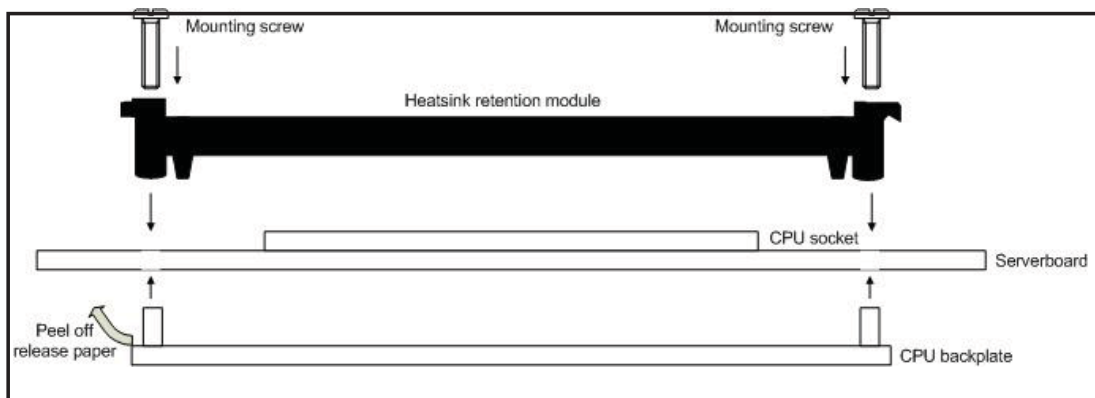 Mounting screw
Mounting screw
Heatsink retention module
CPU socket
Serverboard
Peel off
release paper
CPU backplate